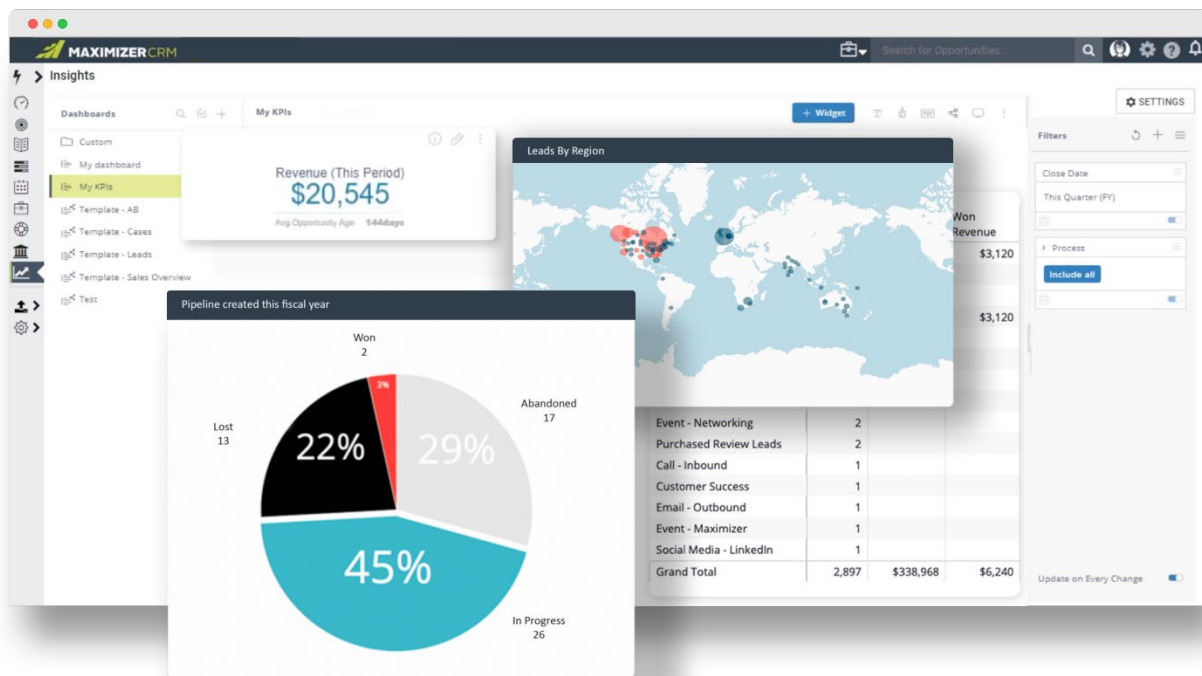 MAXIMIZER CRM
Search for Opportunities...
Insights
SETTINGS
Dashboards
My KPIs
+ Widget
Filters
Custom
My dashboard
My KPIs
Template - AB
Template - Cases
Template - Leads
Template - Sales Overview
Test
Revenue (This Period)
$20,545
Avg Opportunity Age 144days
Leads By Region
Close Date
This Quarter (FY)
Process
Include all
Won
Revenue
$3,120
$3,120
Pipeline created this fiscal year
Won
2
3%
Abandoned
17
29%
Lost
13
22%
45%
In Progress
26
Event - Networking 2
Purchased Review Leads 2
Call - Inbound 1
Customer Success 1
Email - Outbound 1
Event - Maximizer 1
Social Media - LinkedIn 1
Grand Total 2,897 $338,968 $6,240
Update on Every Change